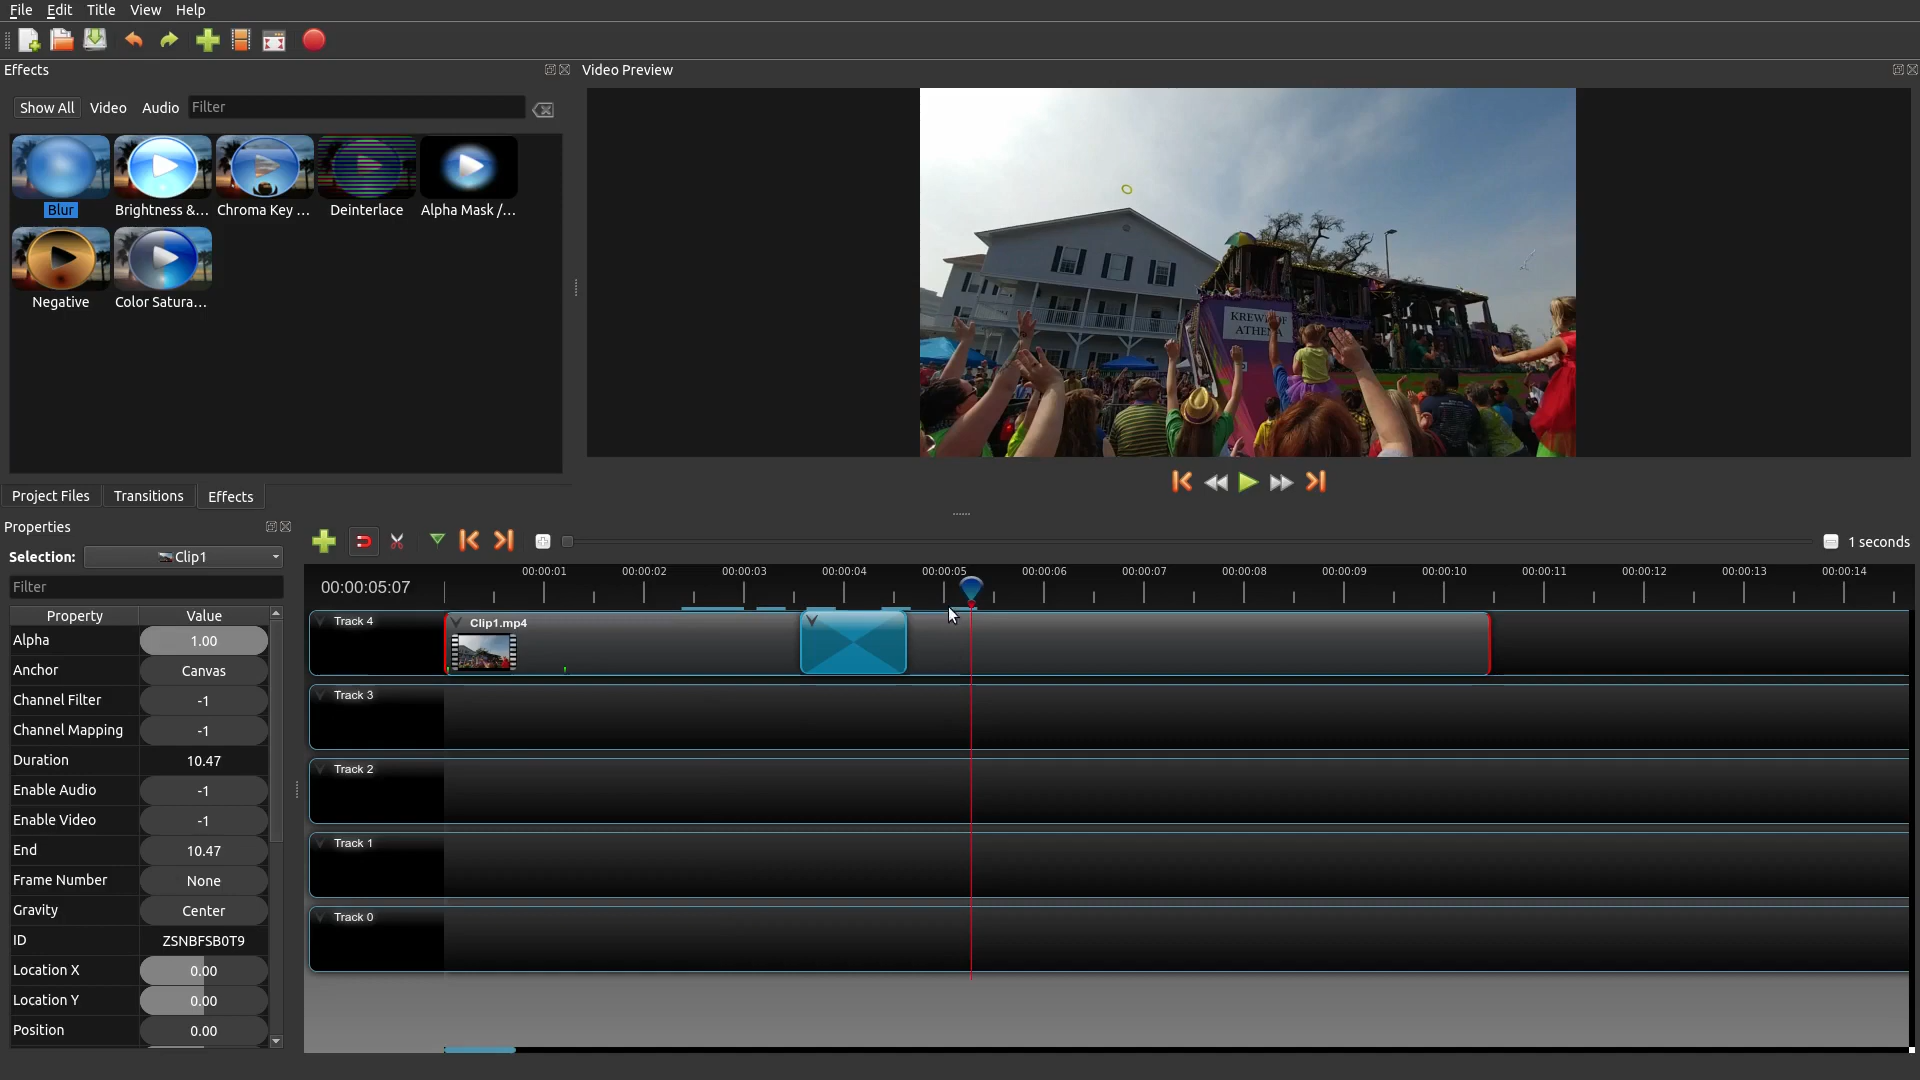 File Edit Title View Help
Effects
Video Preview
Show All Video Audio Filter
Blur Brightness &... Chroma Key ... Deinterlace Alpha Mask /...
Negative Color Satura...
KREWE OF
ATHENA
Project Files Transitions Effects
Properties
Selection: Clip1
1 seconds
Filter
00:00:05:07
00:00:01 00:00:02 00:00:03 00:00:04 00:00:05 00:00:06 00:00:07 00:00:08 00:00:09 00:00:10 00:00:11 00:00:12 00:00:13 00:00:14
Property Value
Alpha 1.00
Anchor Canvas
Channel Filter -1
Channel Mapping -1
Duration 10.47
Enable Audio -1
Enable Video -1
End 10.47
Frame Number None
Gravity Center
ID ZSNBFSB0T9
Location X 0.00
Location Y 0.00
Position 0.00
Track 4
Clip1.mp4
Track 3
Track 2
Track 1
Track 0